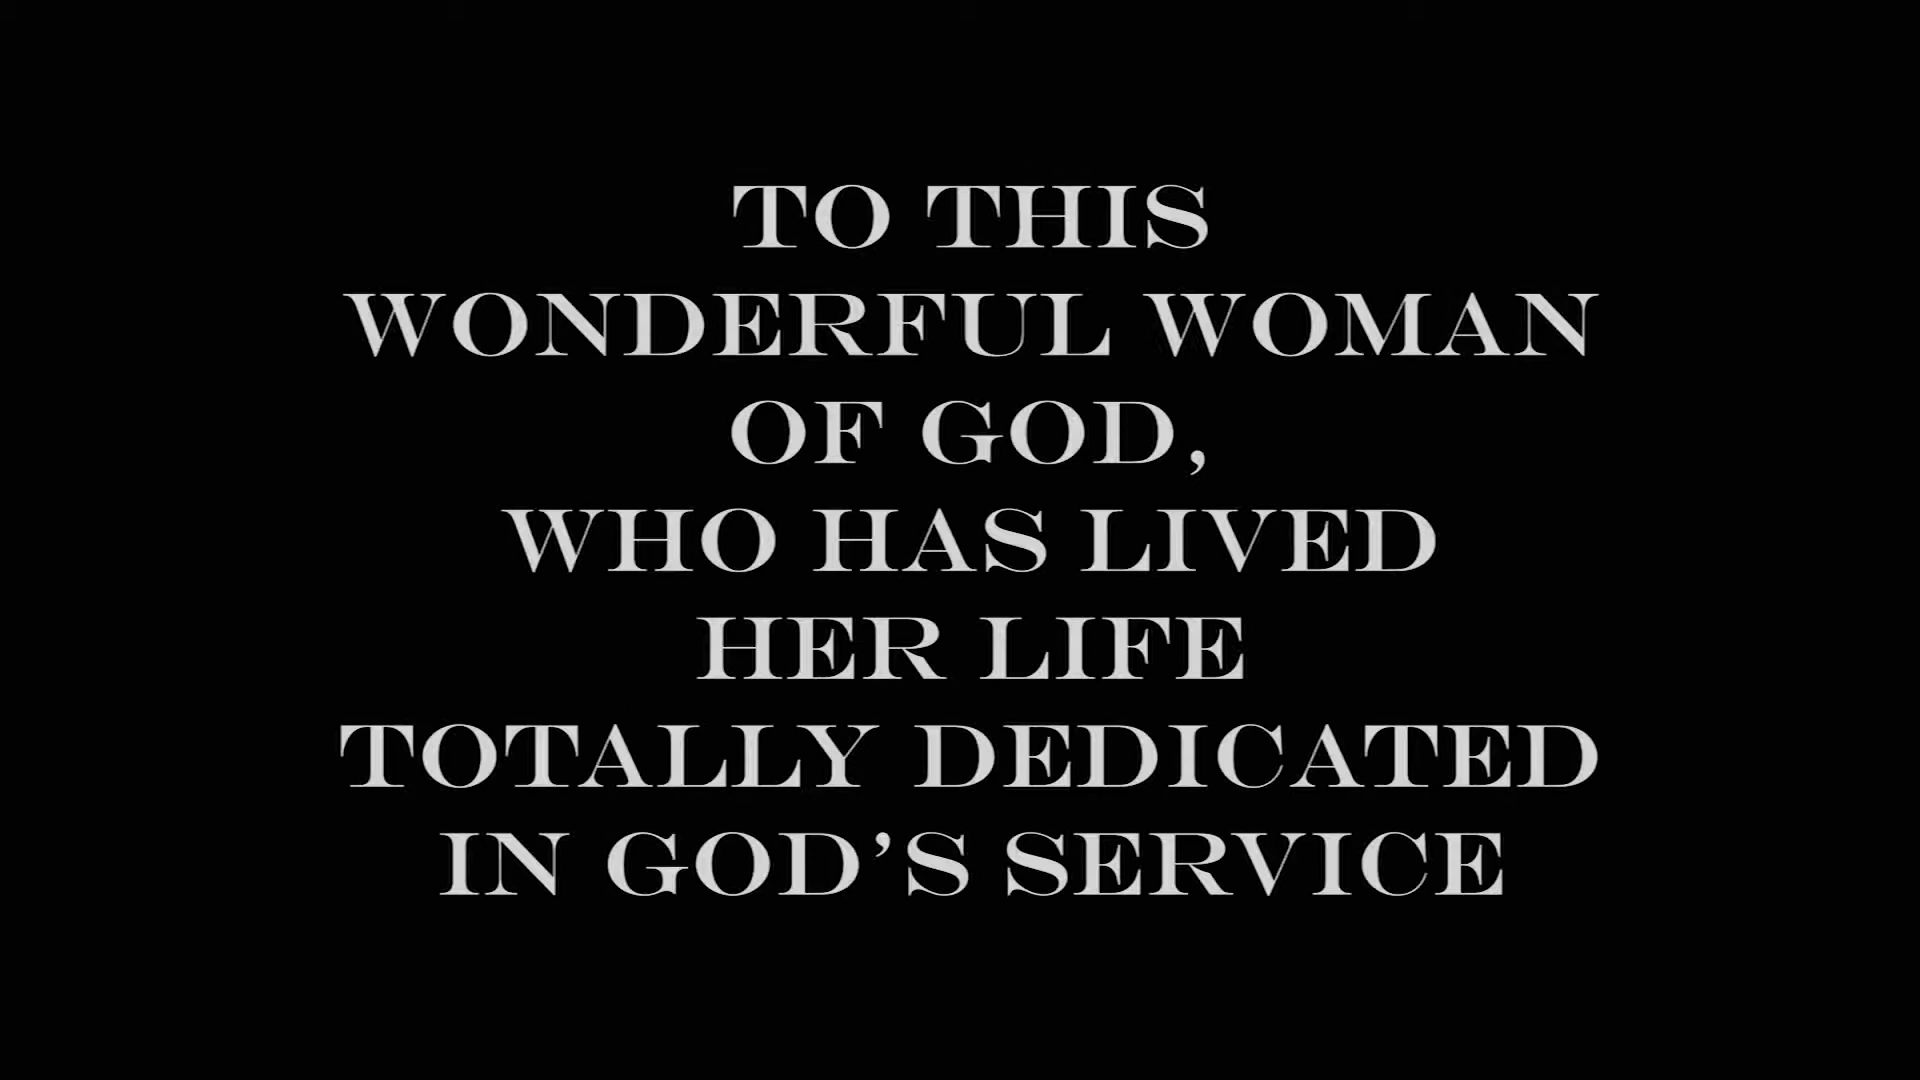 TO THIS
WONDERFUL WOMAN
OF GOD,
WHO HAS LIVED
HER LIFE
TOTALLY DEDICATED
IN GOD’S SERVICE